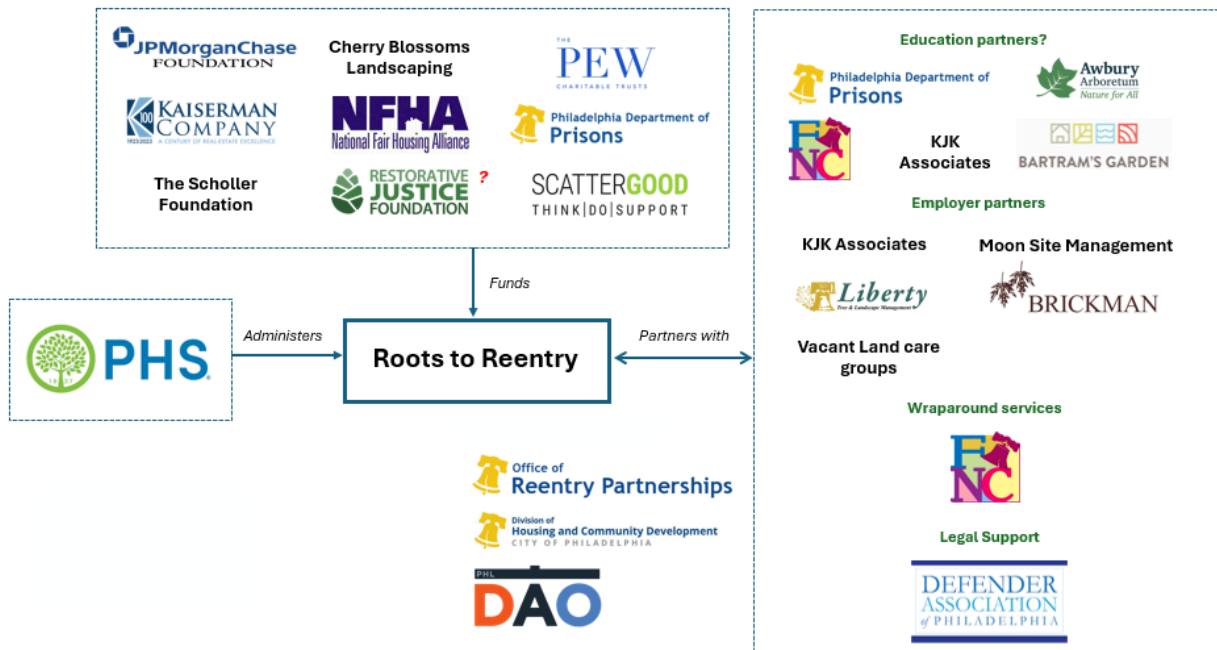 JPMORGANCHASE
FOUNDATION
Cherry Blossoms
Landscaping
THE
PEW
CHARITABLE TRUSTS
100
KAISERMAN
COMPANY
1923-2023 A CENTURY OF REAL ESTATE EXCELLENCE
NFHA
National Fair Housing Alliance
Philadelphia Department of
Prisons
The Scholler
Foundation
RESTORATIVE
JUSTICE
FOUNDATION
?
SCATTERGOOD
THINK|DO|SUPPORT
Funds
PHS
1827
Administers
Roots to Reentry
Partners with
Office of
Reentry Partnerships
Division of
Housing and Community Development
CITY OF PHILADELPHIA
PHL
DAO
Education partners?
Philadelphia Department of
Prisons
Awbury
Arboretum
Nature for All
FNC
KJK
Associates
BARTRAM'S GARDEN
Employer partners
KJK Associates
Moon Site Management
Liberty
Tree & Landscape Management
BRICKMAN
Vacant Land care
groups
Wraparound services
FNC
Legal Support
DEFENDER
ASSOCIATION
of PHILADELPHIA